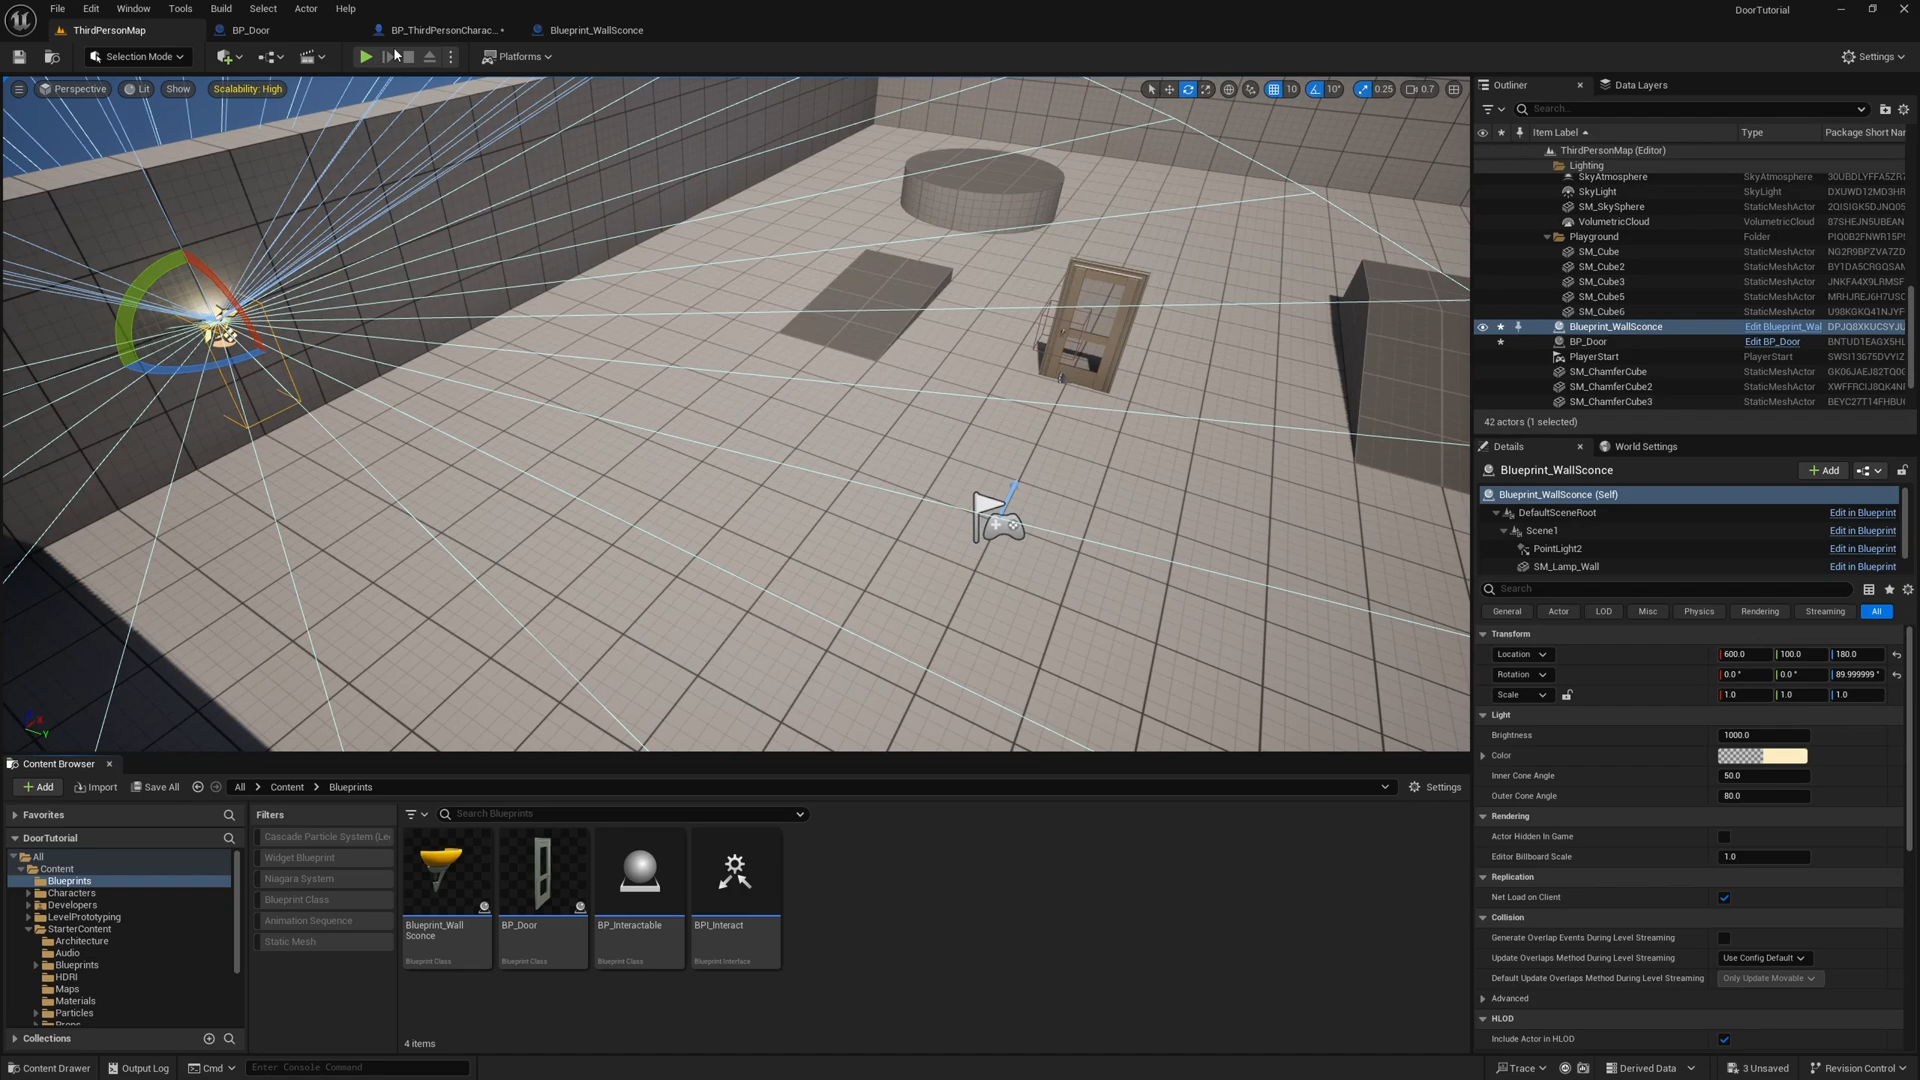 File Edit Window Tools Build Select Actor Help
DoorTutorial
ThirdPersonMap BP_Door BP_ThirdPersonCharac...• Blueprint_WallSconce
Selection Mode Platforms Settings
Perspective Lit Show Scalability: High 10 10° 0.25 0.7
Outliner Data Layers
Search...
Item Label Type Package Short Nar
ThirdPersonMap (Editor)
Lighting
SkyAtmosphere SkyAtmosphere
SkyLight SkyLight DXUWD12MD3HR
SM_SkySphere StaticMeshActor 2QISIGK5DJNQ05
VolumetricCloud VolumetricCloud 87SHEJN5UBEAN
Playground Folder PIQ0B2FNWR15P
SM_Cube StaticMeshActor NG2R9BPZVA7ZD
SM_Cube2 StaticMeshActor BY1DA5CRGQSAM
SM_Cube3 StaticMeshActor JNKFA4X9LRMSF
SM_Cube5 StaticMeshActor MRHJREJ6H7USC
SM_Cube6 StaticMeshActor U98KGKQ41NJYF
Blueprint_WallSconce Edit Blueprint_Wal DPJQ8XKUCSYJU
BP_Door Edit BP_Door BNTUD1EAGX5HL
PlayerStart PlayerStart SWSI13675DVYIZ
SM_ChamferCube StaticMeshActor GK06JAEJ82TQ0C
SM_ChamferCube2 StaticMeshActor XWFFRCIJ8QK4N
SM_ChamferCube3 StaticMeshActor BEYC27T14FHBU
42 actors (1 selected)
Details World Settings
Blueprint_WallSconce Add
Blueprint_WallSconce (Self)
DefaultSceneRoot Edit in Blueprint
Scene1 Edit in Blueprint
PointLight2 Edit in Blueprint
SM_Lamp_Wall Edit in Blueprint
Search
General Actor LOD Misc Physics Rendering Streaming All
Transform
Location 600.0 100.0 180.0
Rotation 0.0 ° 0.0 ° 89.999999 °
Scale 1.0 1.0 1.0
Light
Brightness 1000.0
Color
Inner Cone Angle 50.0
Outer Cone Angle 80.0
Rendering
Actor Hidden In Game
Editor Billboard Scale 1.0
Replication
Net Load on Client
Collision
Generate Overlap Events During Level Streaming
Update Overlaps Method During Level Streaming Use Config Default
Default Update Overlaps Method During Level Streaming Only Update Movable
Advanced
HLOD
Include Actor in HLOD
Content Browser
Add Import Save All All > Content > Blueprints Settings
Favorites
DoorTutorial
All
Content
Blueprints
Characters
Developers
LevelPrototyping
StarterContent
Architecture
Audio
Blueprints
HDRI
Maps
Materials
Particles
Props
Collections
Filters
Cascade Particle System (Le
Widget Blueprint
Niagara System
Blueprint Class
Animation Sequence
Static Mesh
Search Blueprints
Blueprint_Wall
Sconce
Blueprint Class
BP_Door
Blueprint Class
BP_Interactable
Blueprint Class
BPI_Interact
Blueprint Interface
4 items
Content Drawer Output Log Cmd Enter Console Command Trace Derived Data 3 Unsaved Revision Control